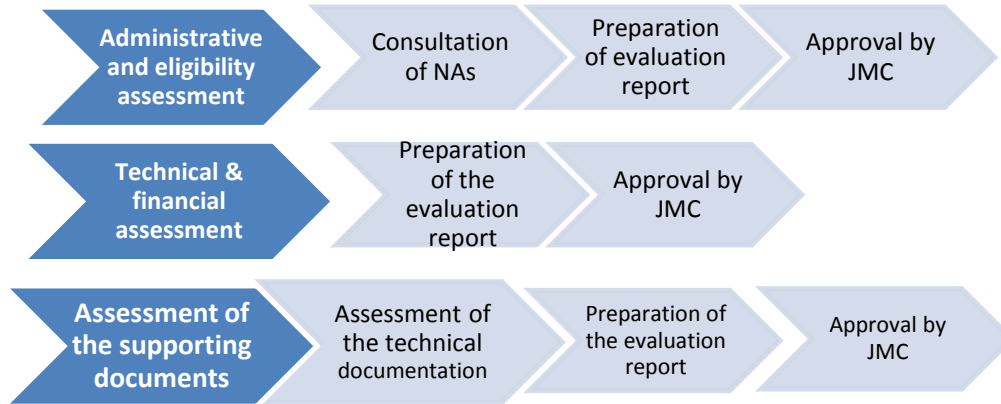 Administrative
and eligibility
assessment
Consultation
of NAs
Preparation
of evaluation
report
Approval by
JMC
Technical &
financial
assessment
Preparation
of the
evaluation
report
Approval by
JMC
Assessment of
the supporting
documents
Assessment of
the technical
documentation
Preparation of
the evaluation
report
Approval by
JMC